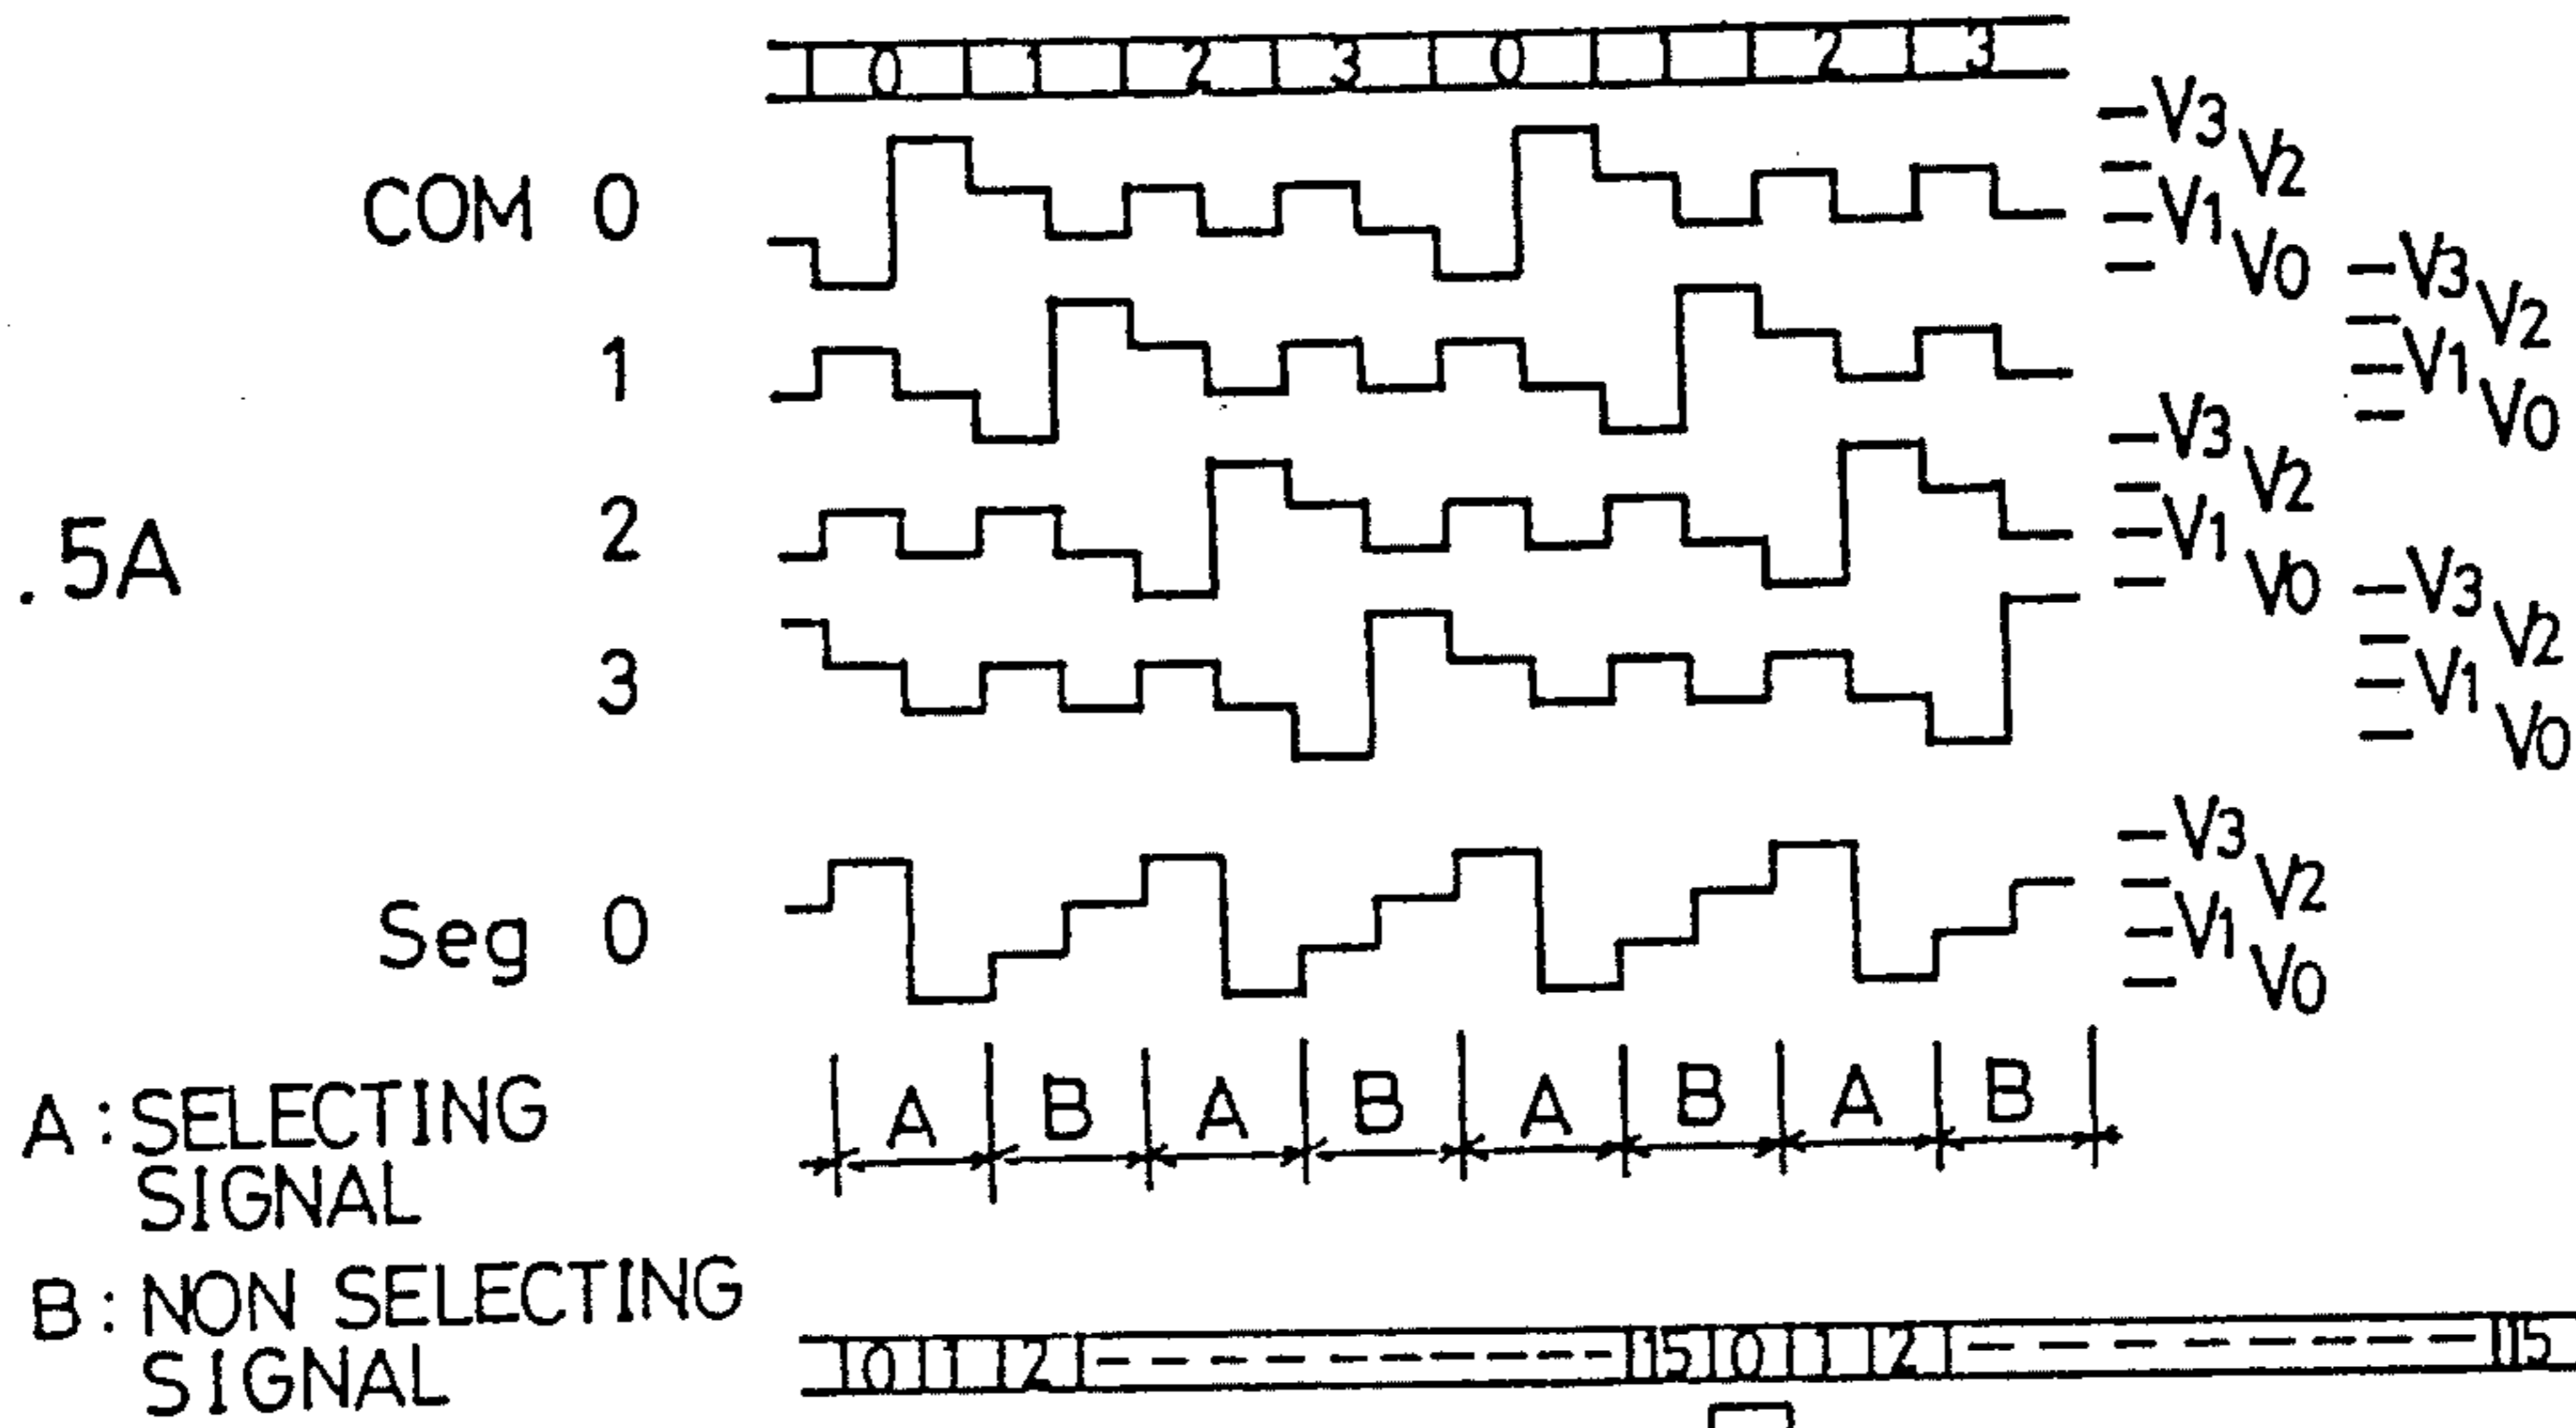 0 1 2 3 0 1 2 3
COM 0
V3
V2
V1
V0
1
V3
V2
V1
V0
.5A
2
V3
V2
V1
V0
3
V3
V2
V1
V0
Seg 0
V3
V2
V1
V0
A B A B A B A B
A : SELECTING
SIGNAL
B : NON SELECTING
SIGNAL
0 1 2 15 0 1 2 15